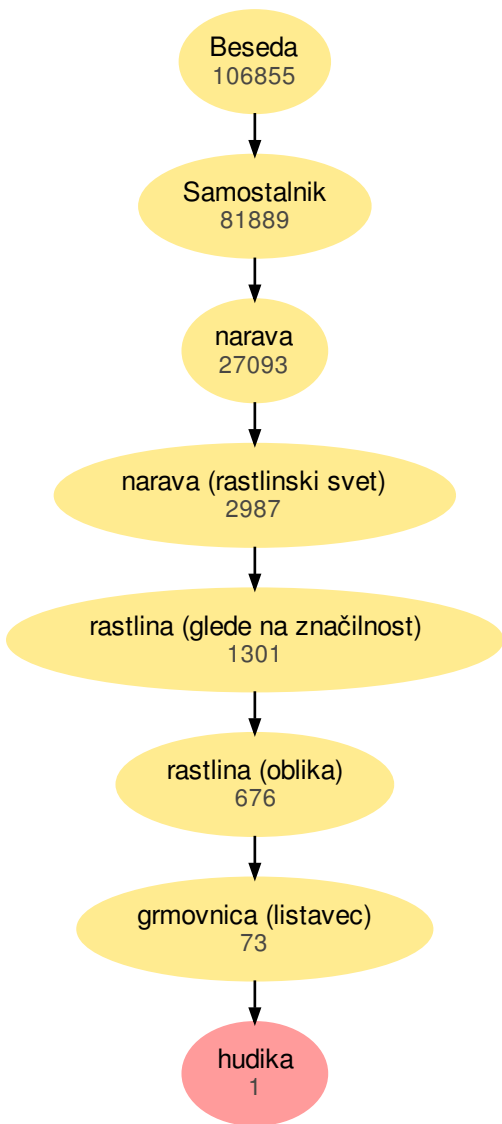 Beseda
106855
Samostalnik
81889
narava
27093
narava (rastlinski svet)
2987
rastlina (glede na značilnost)
1301
rastlina (oblika)
676
grmovnica (listavec)
73
hudika
1